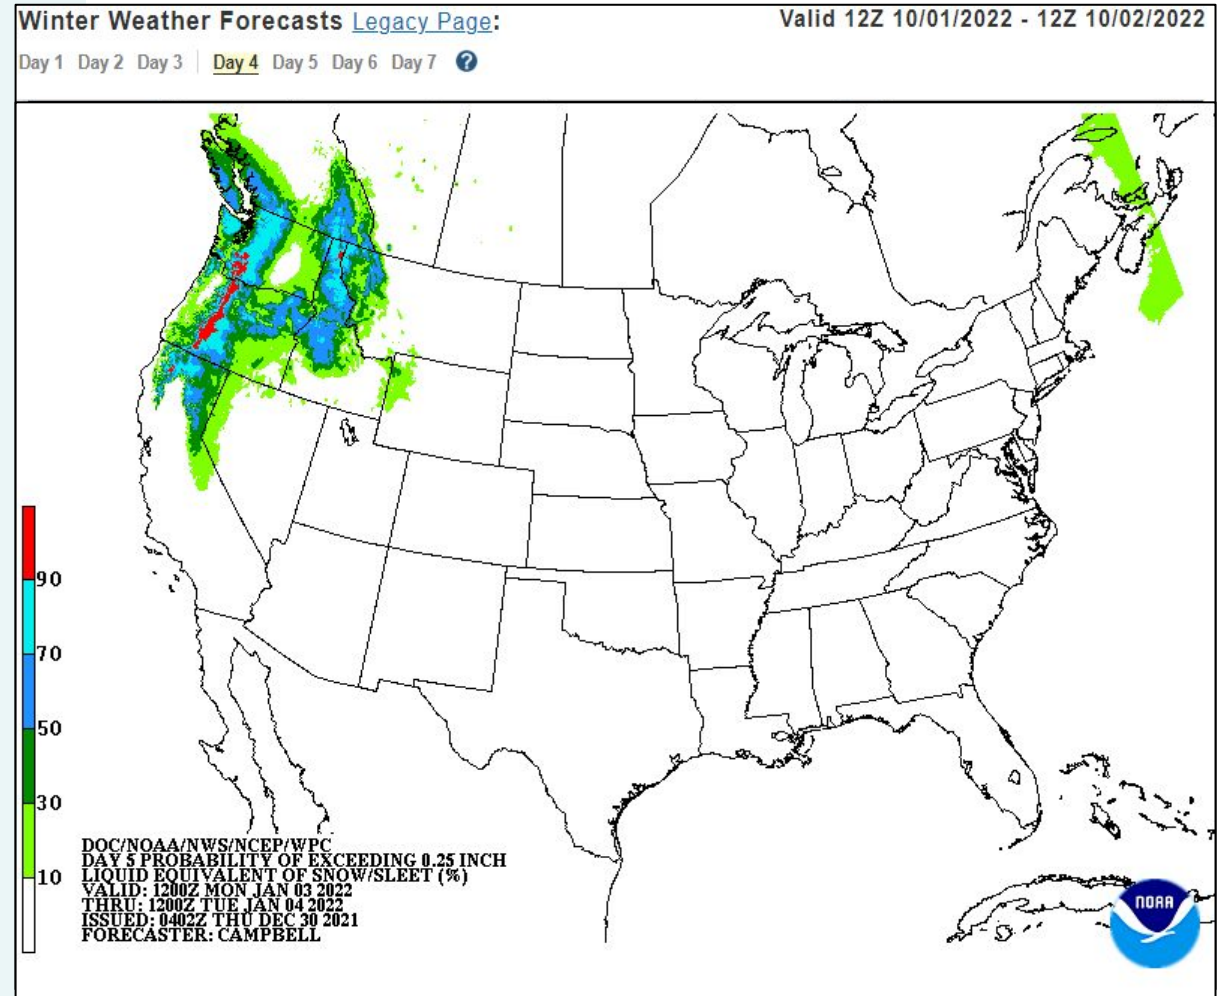 Winter Weather Forecasts Legacy Page: Valid 12Z 10/01/2022 - 12Z 10/02/2022
Day 1 Day 2 Day 3 | Day 4 Day 5 Day 6 Day 7 ?
90
70
50
30
10
DOC/NOAA/NWS/NCEP/WPC
DAY 5 PROBABILITY OF EXCEEDING 0.25 INCH
LIQUID EQUIVALENT OF SNOW/SLEET (%)
VALID: 1200Z MON JAN 03 2022
THRU: 1200Z TUE JAN 04 2022
ISSUED: 0402Z THU DEC 30 2021
FORECASTER: CAMPBELL
NOAA